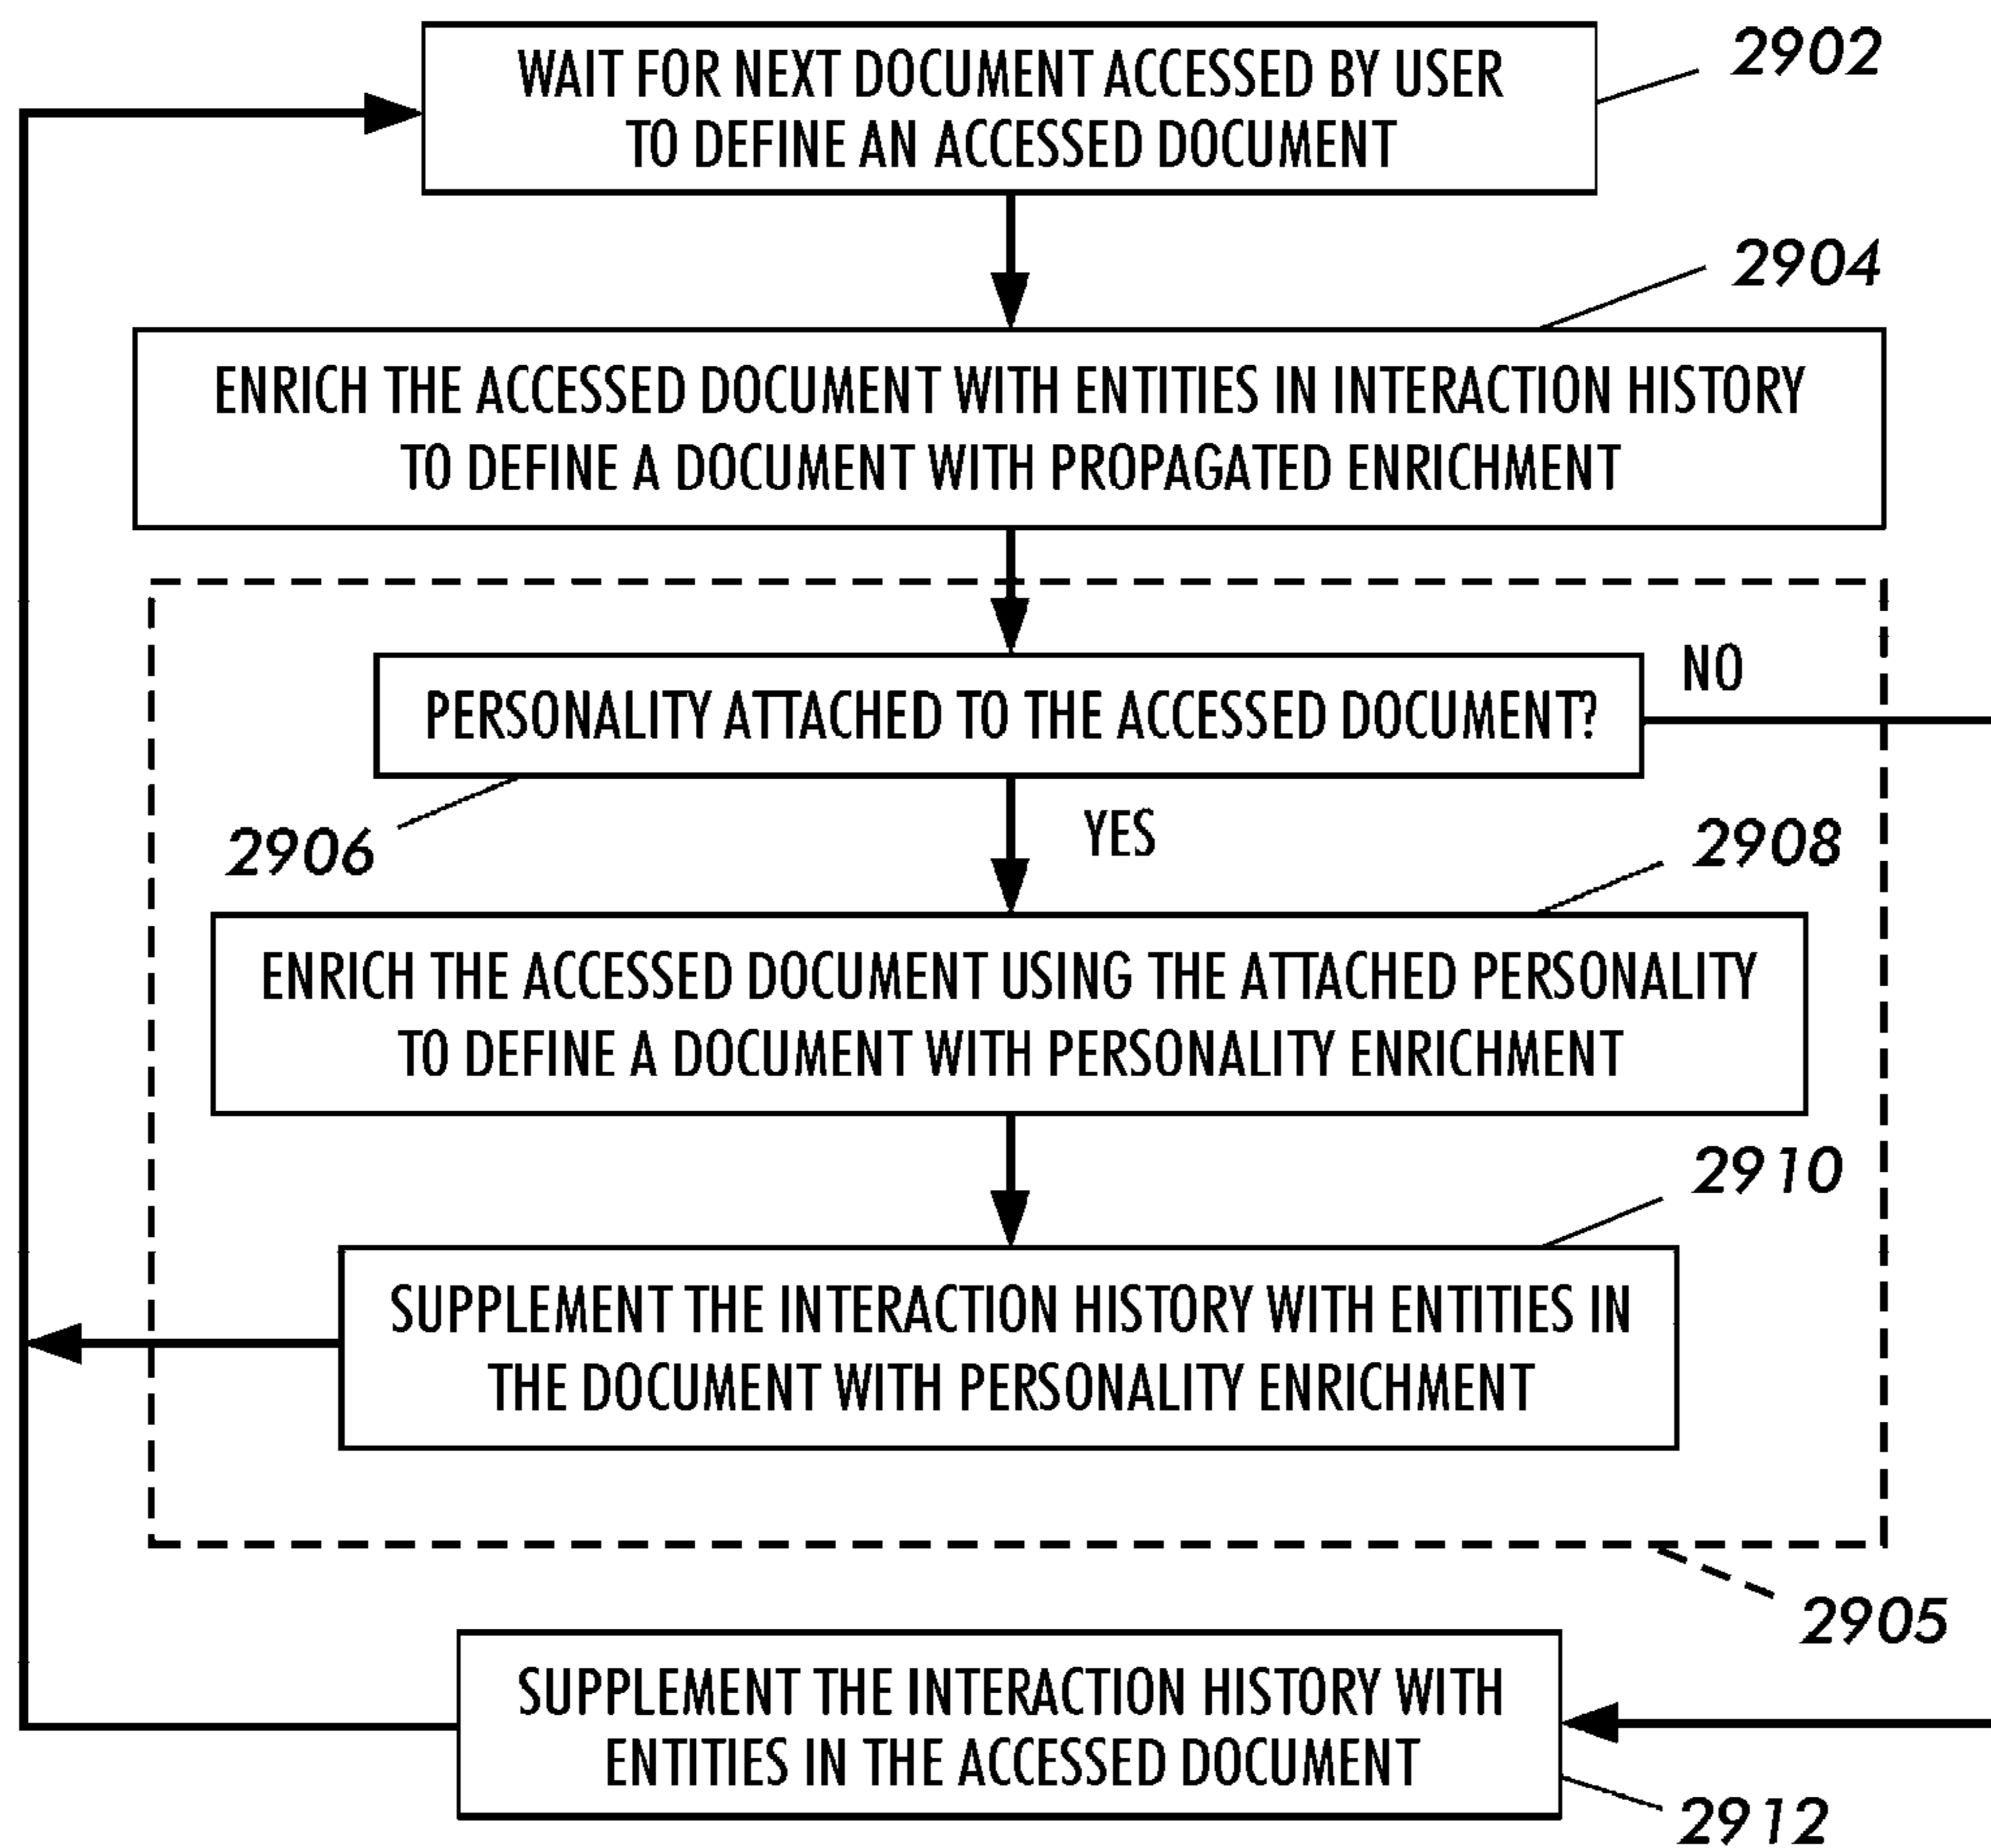 WAIT FOR NEXT DOCUMENT ACCESSED BY USER
TO DEFINE AN ACCESSED DOCUMENT
2902
2904
ENRICH THE ACCESSED DOCUMENT WITH ENTITIES IN INTERACTION HISTORY
TO DEFINE A DOCUMENT WITH PROPAGATED ENRICHMENT
NO
PERSONALITY ATTACHED TO THE ACCESSED DOCUMENT?
2906
YES
2908
ENRICH THE ACCESSED DOCUMENT USING THE ATTACHED PERSONALITY
TO DEFINE A DOCUMENT WITH PERSONALITY ENRICHMENT
2910
SUPPLEMENT THE INTERACTION HISTORY WITH ENTITIES IN
THE DOCUMENT WITH PERSONALITY ENRICHMENT
2905
SUPPLEMENT THE INTERACTION HISTORY WITH
ENTITIES IN THE ACCESSED DOCUMENT
2912